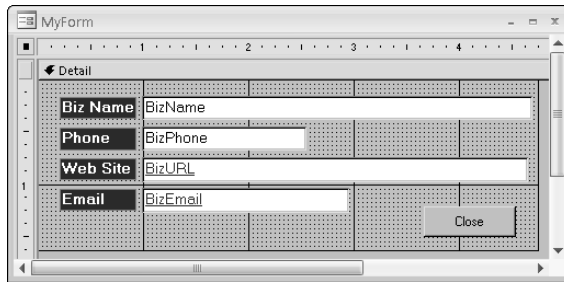 MyForm
1 2 3 4
Detail
Biz Name BizName
Phone BizPhone
Web Site BizURL
1
Email BizEmail
Close